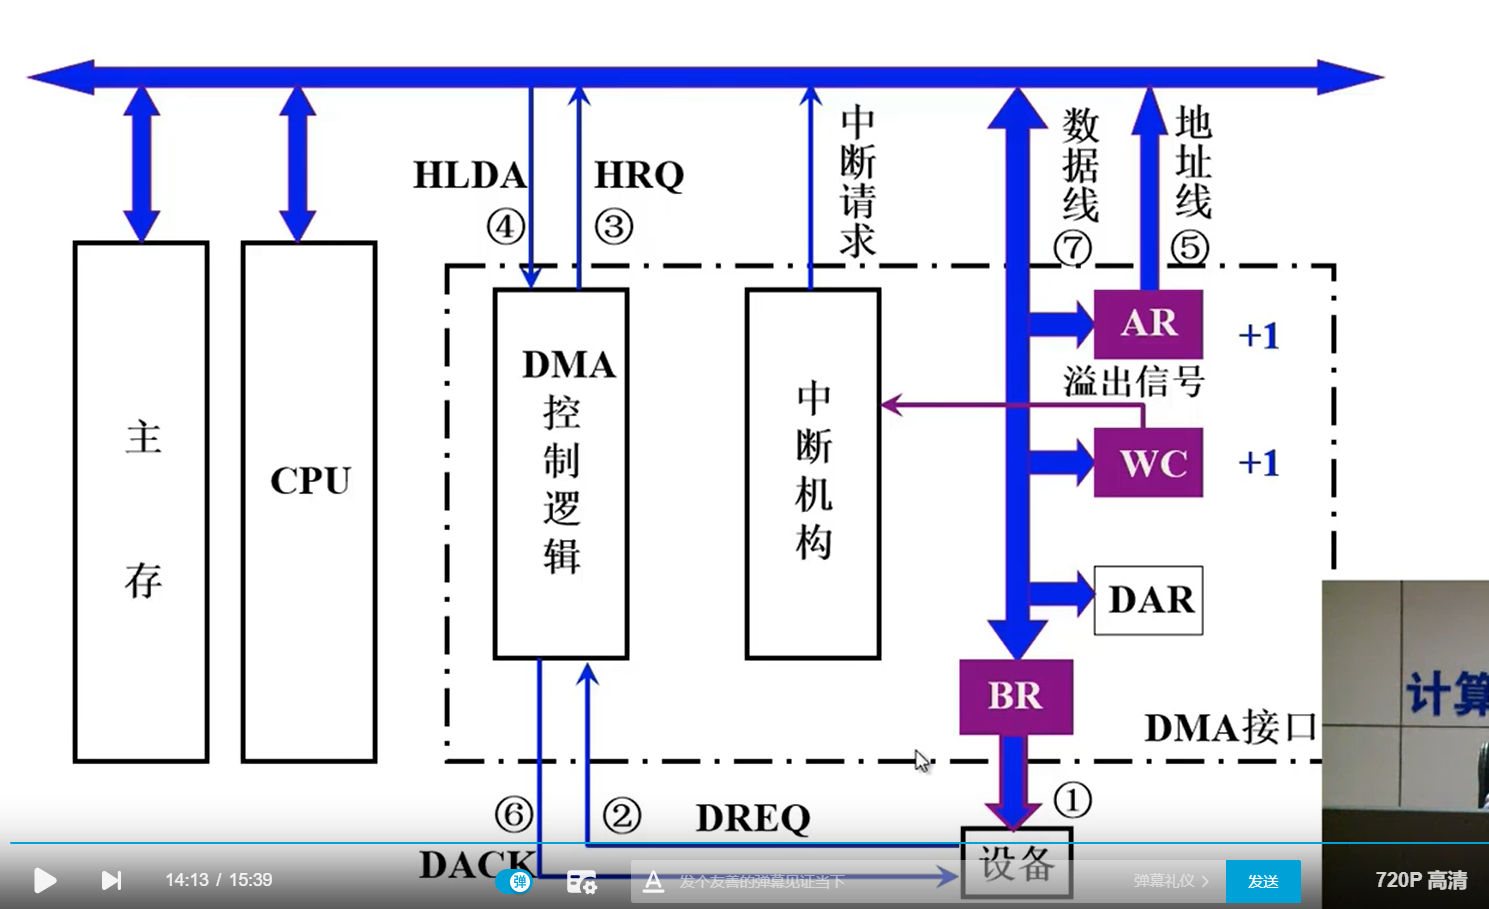 HLDA
④
HRQ
③
中断请求
数据线
⑦
地址线
⑤
主存
CPU
DMA
控制逻辑
中断机构
AR
+1
溢出信号
WC
+1
DAR
BR
DMA接口
计算
①
设备
⑥
②
DREQ
DACK
14:13 / 15:39
弹
A
发个友善的弹幕见证当下
弹幕礼仪
发送
720P 高清